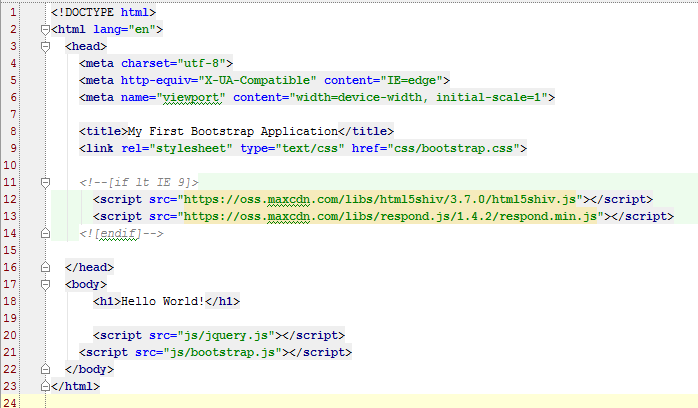 1 <!DOCTYPE html>
2 <html lang="en">
3 <head>
4 <meta charset="utf-8">
5 <meta http-equiv="X-UA-Compatible" content="IE=edge">
6 <meta name="viewport" content="width=device-width, initial-scale=1">
7
8 <title>My First Bootstrap Application</title>
9 <link rel="stylesheet" type="text/css" href="css/bootstrap.css">
10
11 <!--[if lt IE 9]>
12 <script src="https://oss.maxcdn.com/libs/html5shiv/3.7.0/html5shiv.js"></script>
13 <script src="https://oss.maxcdn.com/libs/respond.js/1.4.2/respond.min.js"></script>
14 <![endif]-->
15
16 </head>
17 <body>
18 <h1>Hello World!</h1>
19
20 <script src="js/jquery.js"></script>
21 <script src="js/bootstrap.js"></script>
22 </body>
23 </html>
24